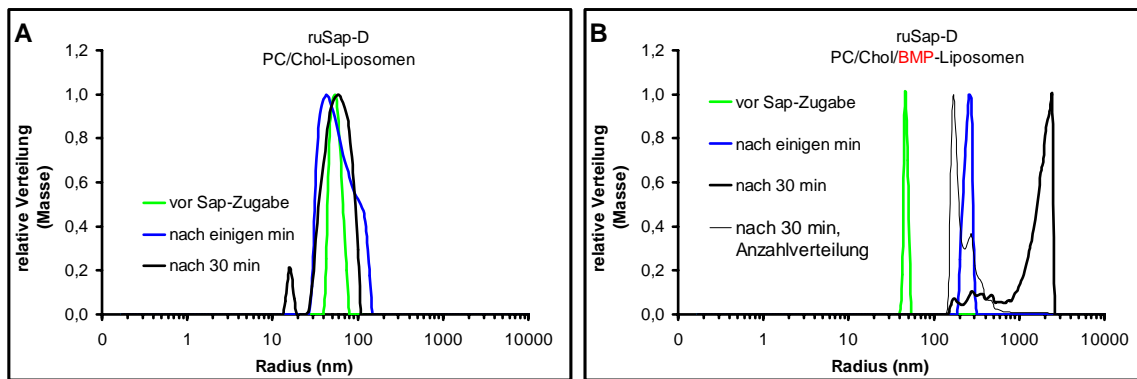 A
ruSap-D
PC/Chol-Liposomen
relative Verteilung
(Masse)
1,2
1,0
0,8
0,6
0,4
0,2
0,0
vor Sap-Zugabe
nach einigen min
nach 30 min
0
1
10
100
1000
10000
Radius (nm)
B
ruSap-D
PC/Chol/BMP-Liposomen
relative Verteilung
(Masse)
1,2
1,0
0,8
0,6
0,4
0,2
0,0
vor Sap-Zugabe
nach einigen min
nach 30 min
nach 30 min,
Anzahlverteilung
0
1
10
100
1000
10000
Radius (nm)